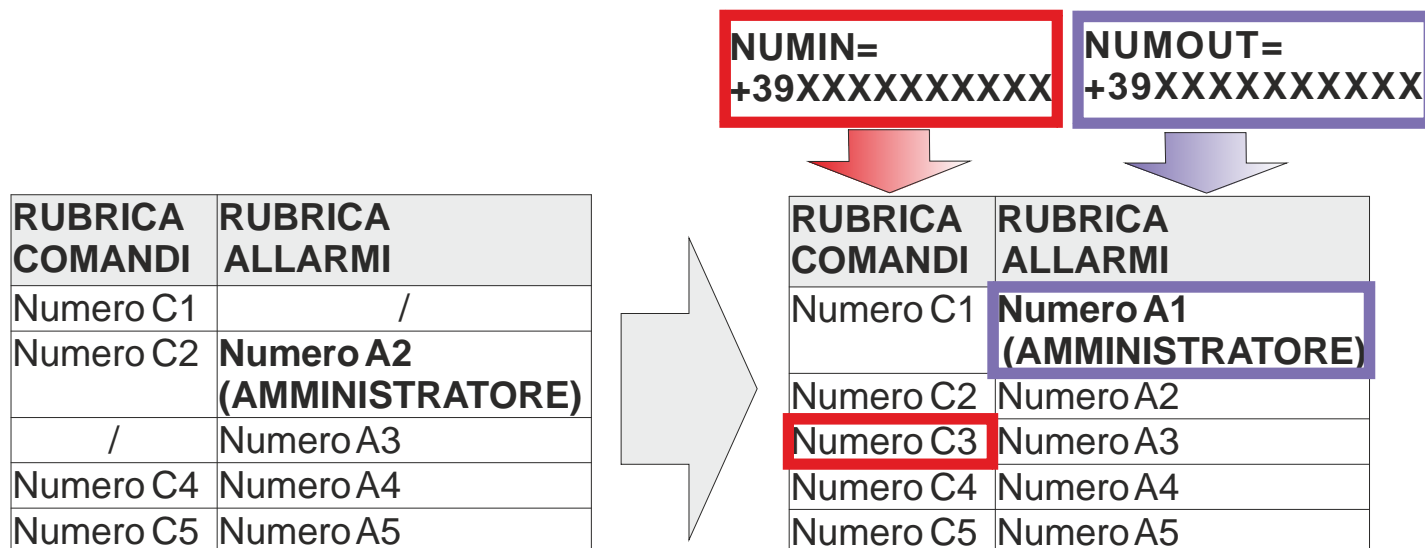 NUMIN=
+39XXXXXXXXXX
NUMOUT=
+39XXXXXXXXXX
RUBRICA COMANDI RUBRICA ALLARMI
Numero C1 /
Numero C2 Numero A2
(AMMINISTRATORE)
/ Numero A3
Numero C4 Numero A4
Numero C5 Numero A5
RUBRICA COMANDI RUBRICA ALLARMI
Numero C1 Numero A1
(AMMINISTRATORE)
Numero C2 Numero A2
Numero C3 Numero A3
Numero C4 Numero A4
Numero C5 Numero A5